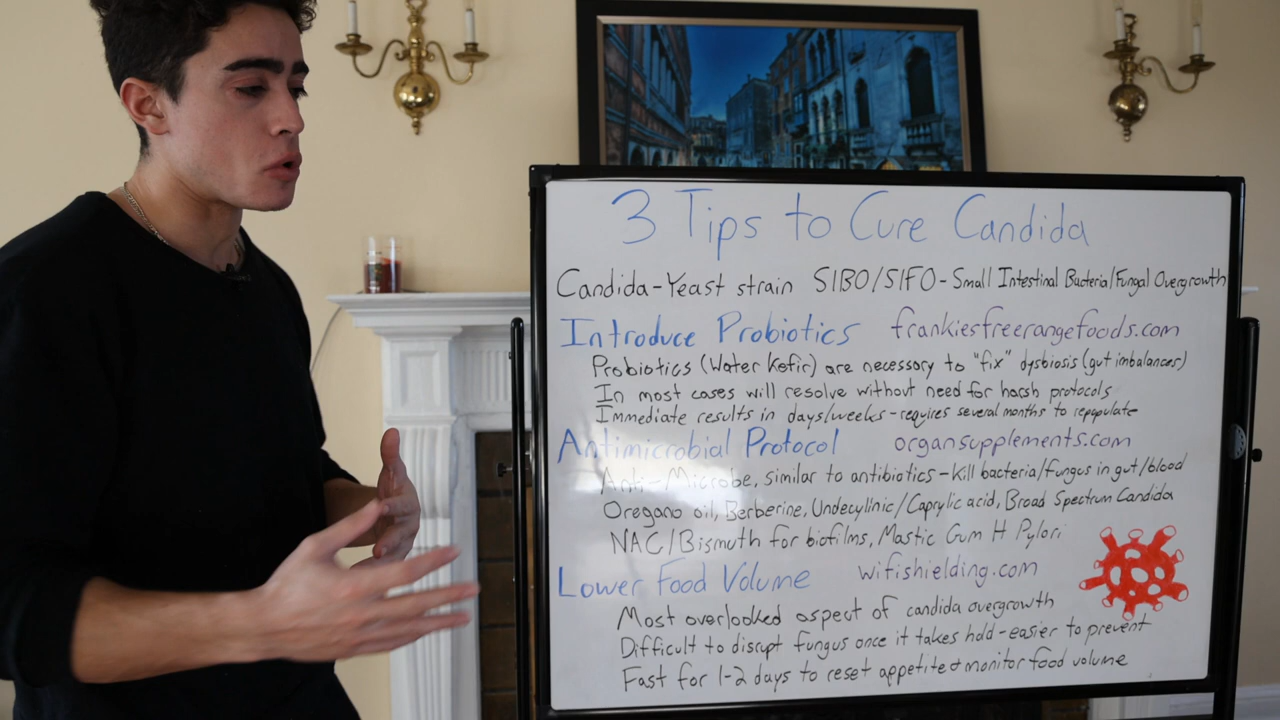 3 Tips to Cure Candida
Candida-Yeast strain SIBO/SIFO-Small Intestinal Bacteria/Fungal Overgrowth
Introduce Probiotics frankiesfreerangefoods.com
Probiotics (Water Kefir) are necessary to "fix" dysbiosis (gut imbalances)
In most cases will resolve without need for harsh protocols
Immediate results in days/weeks-requires several months to repopulate
Antimicrobial Protocol organsupplements.com
Anti-Microbe, similar to antibiotics-Kill bacteria/fungus in gut/blood
Oregano oil, Berberine, Undecylinic/Caprylic acid, Broad Spectrum Candida
NAC/Bismuth for biofilms, Mastic Gum H Pylori
Lower Food Volume wifishielding.com
Most overlooked aspect of candida overgrowth
Difficult to disrupt fungus once it takes hold-easier to prevent
Fast for 1-2 days to reset appetite+monitor food volume